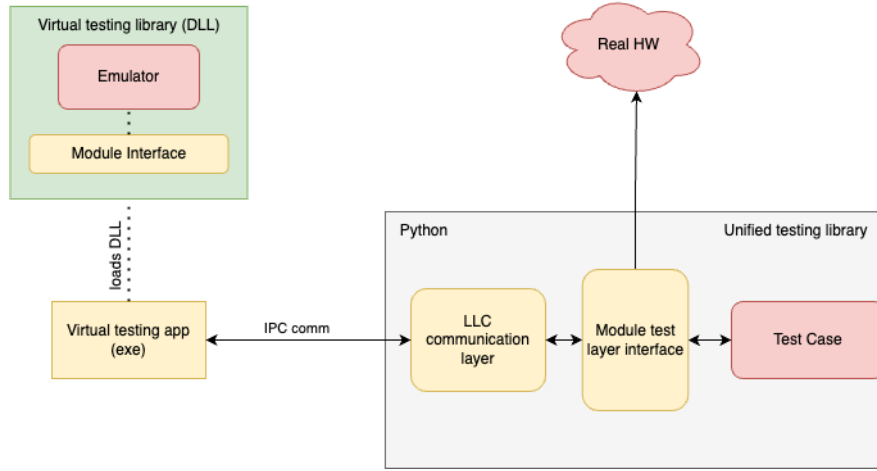 Virtual testing library (DLL)
Emulator
Module Interface
loads DLL
Virtual testing app
(exe)
IPC comm
Real HW
Python
Unified testing library
LLC
communication
layer
Module test
layer interface
Test Case